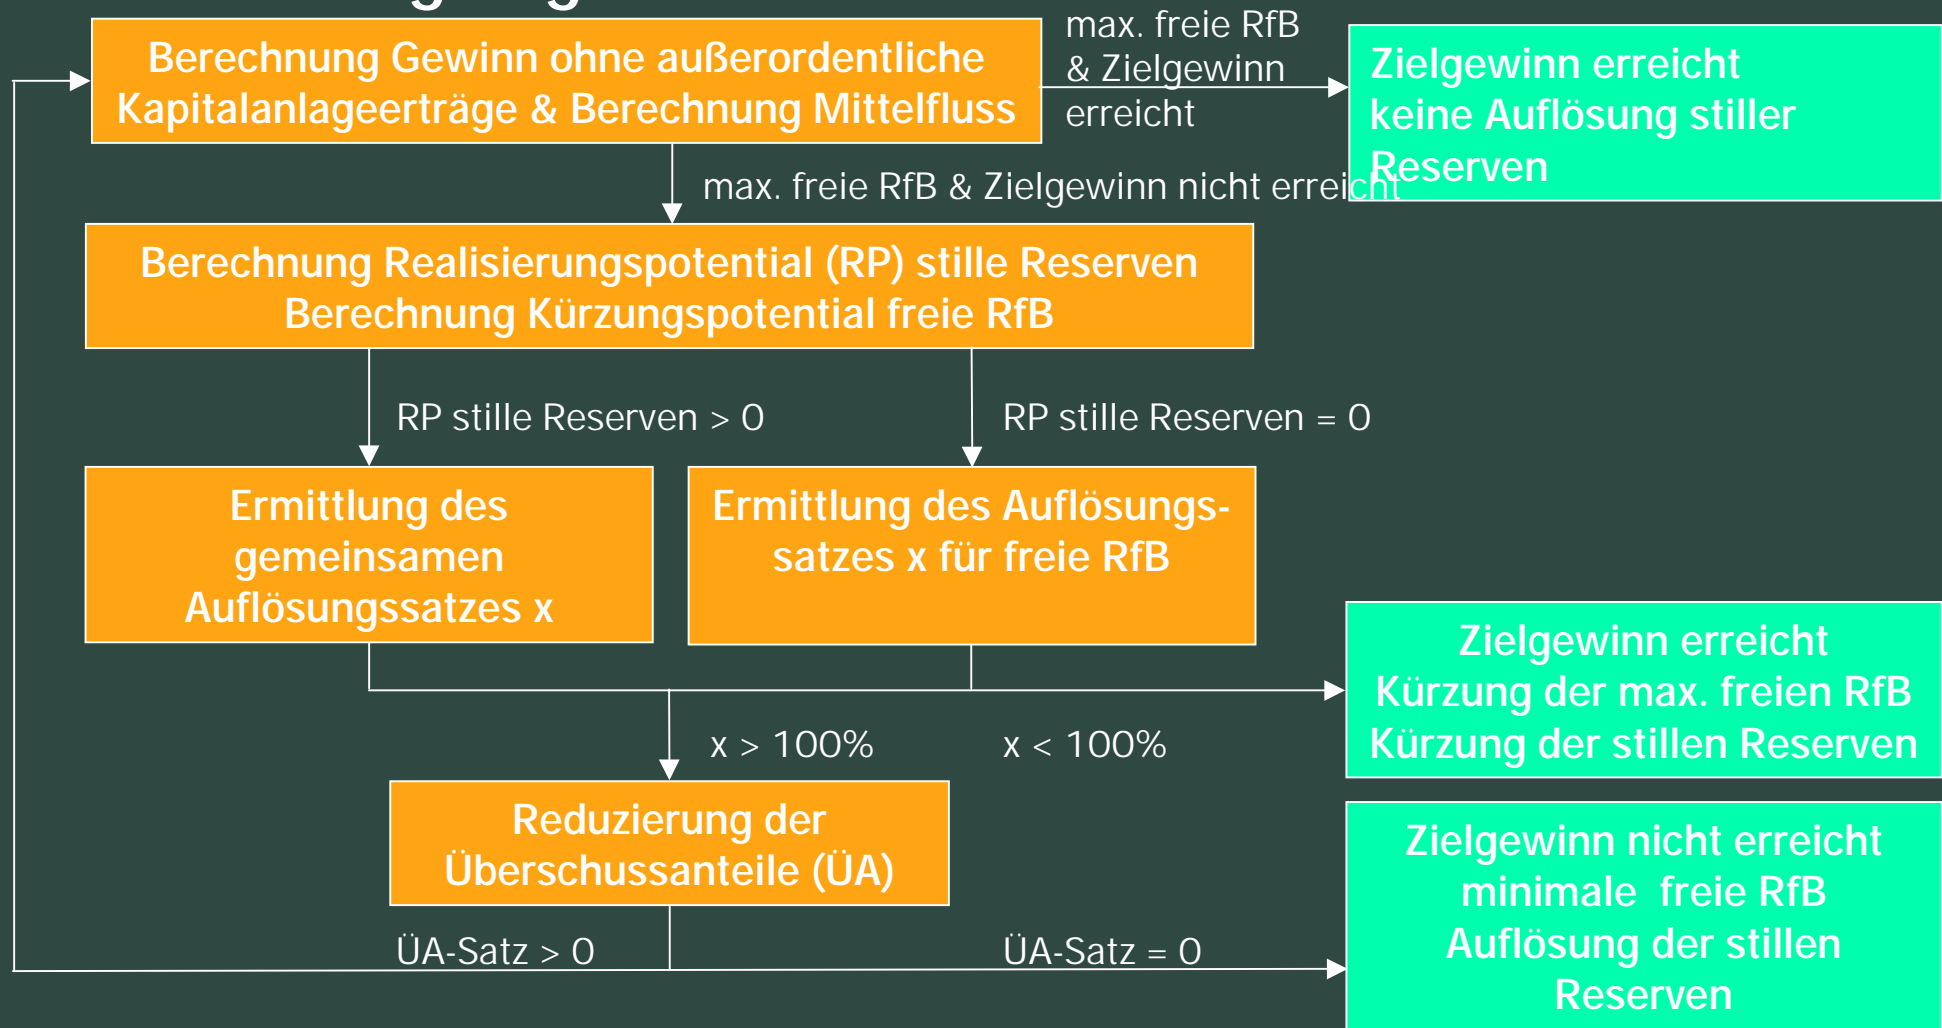 Berechnung Gewinn ohne außerordentliche
Kapitalanlageerträge & Berechnung Mittelfluss
max. freie RfB
& Zielgewinn
erreicht
Zielgewinn erreicht
keine Auflösung stiller
Reserven
max. freie RfB & Zielgewinn nicht erreicht
Berechnung Realisierungspotential (RP) stille Reserven
Berechnung Kürzungspotential freie RfB
RP stille Reserven > 0
RP stille Reserven = 0
Ermittlung des
gemeinsamen
Auflösungssatzes x
Ermittlung des Auflösungs-
satzes x für freie RfB
Zielgewinn erreicht
Kürzung der max. freien RfB
Kürzung der stillen Reserven
x > 100%
x < 100%
Reduzierung der
Überschussanteile (ÜA)
Zielgewinn nicht erreicht
minimale  freie RfB
Auflösung der stillen
Reserven
ÜA-Satz > 0
ÜA-Satz = 0